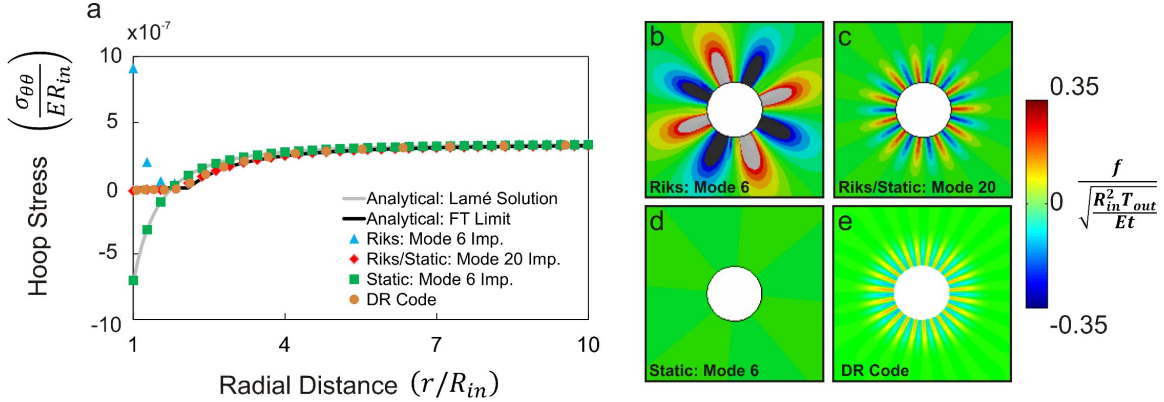 a
x10⁻⁷
(σθθ / ERin)
Hoop Stress
10
5
0
-5
-10
1
4
7
10
Radial Distance (r/Rin)
Analytical: Lamé Solution
Analytical: FT Limit
Riks: Mode 6 Imp.
Riks/Static: Mode 20 Imp.
Static: Mode 6 Imp.
DR Code
b
Riks: Mode 6
c
Riks/Static: Mode 20
d
Static: Mode 6
e
DR Code
0.35
0
-0.35
f / √(R²in Tout / Et)